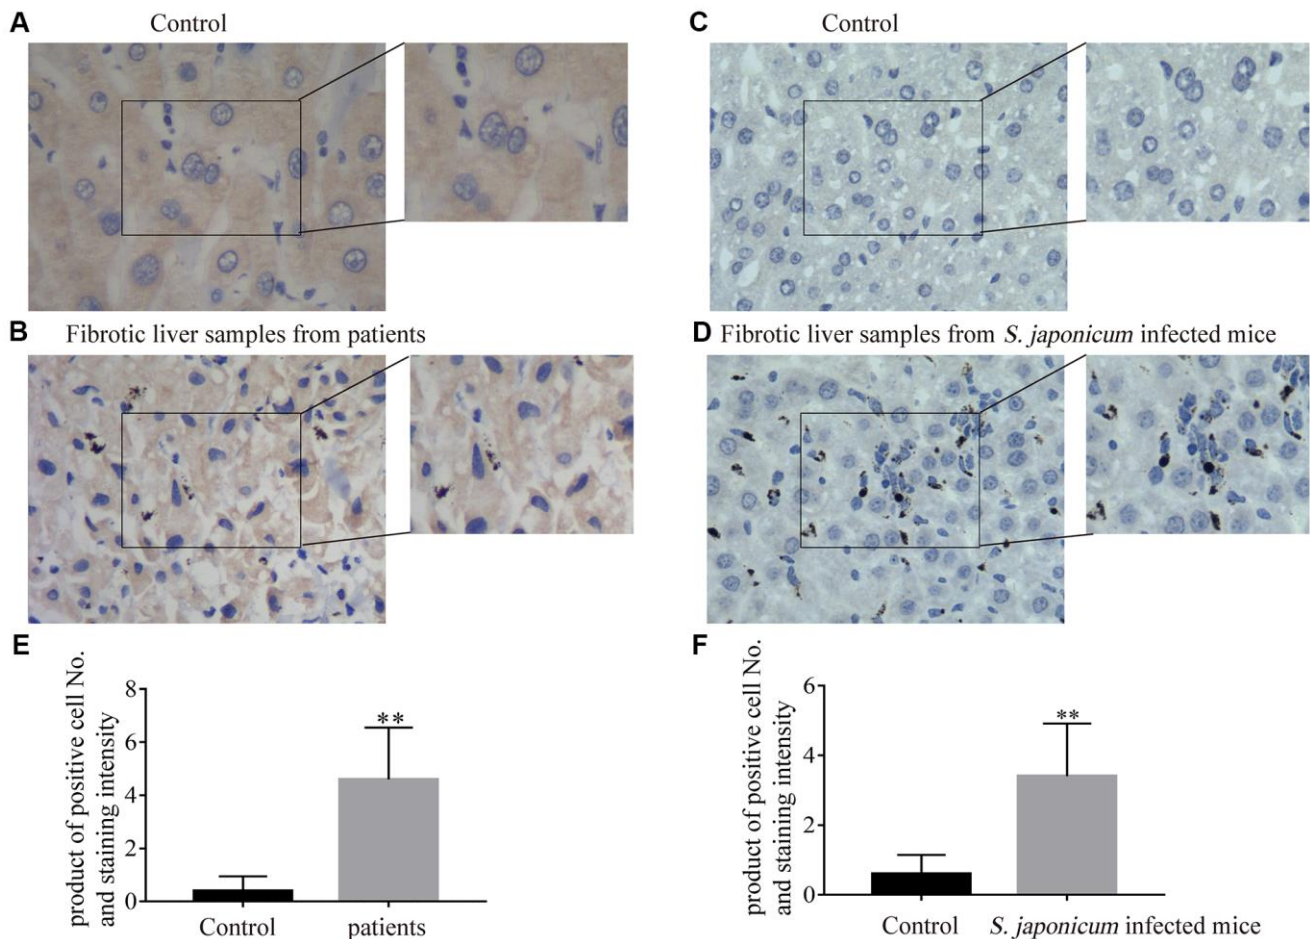 A Control
C Control
B Fibrotic liver samples from patients
D Fibrotic liver samples from S. japonicum infected mice
E
product of positive cell No.
and staining intensity
8
6
4
2
0
**
Control patients
F
product of positive cell No.
and staining intensity
6
4
2
0
**
Control S. japonicum infected mice